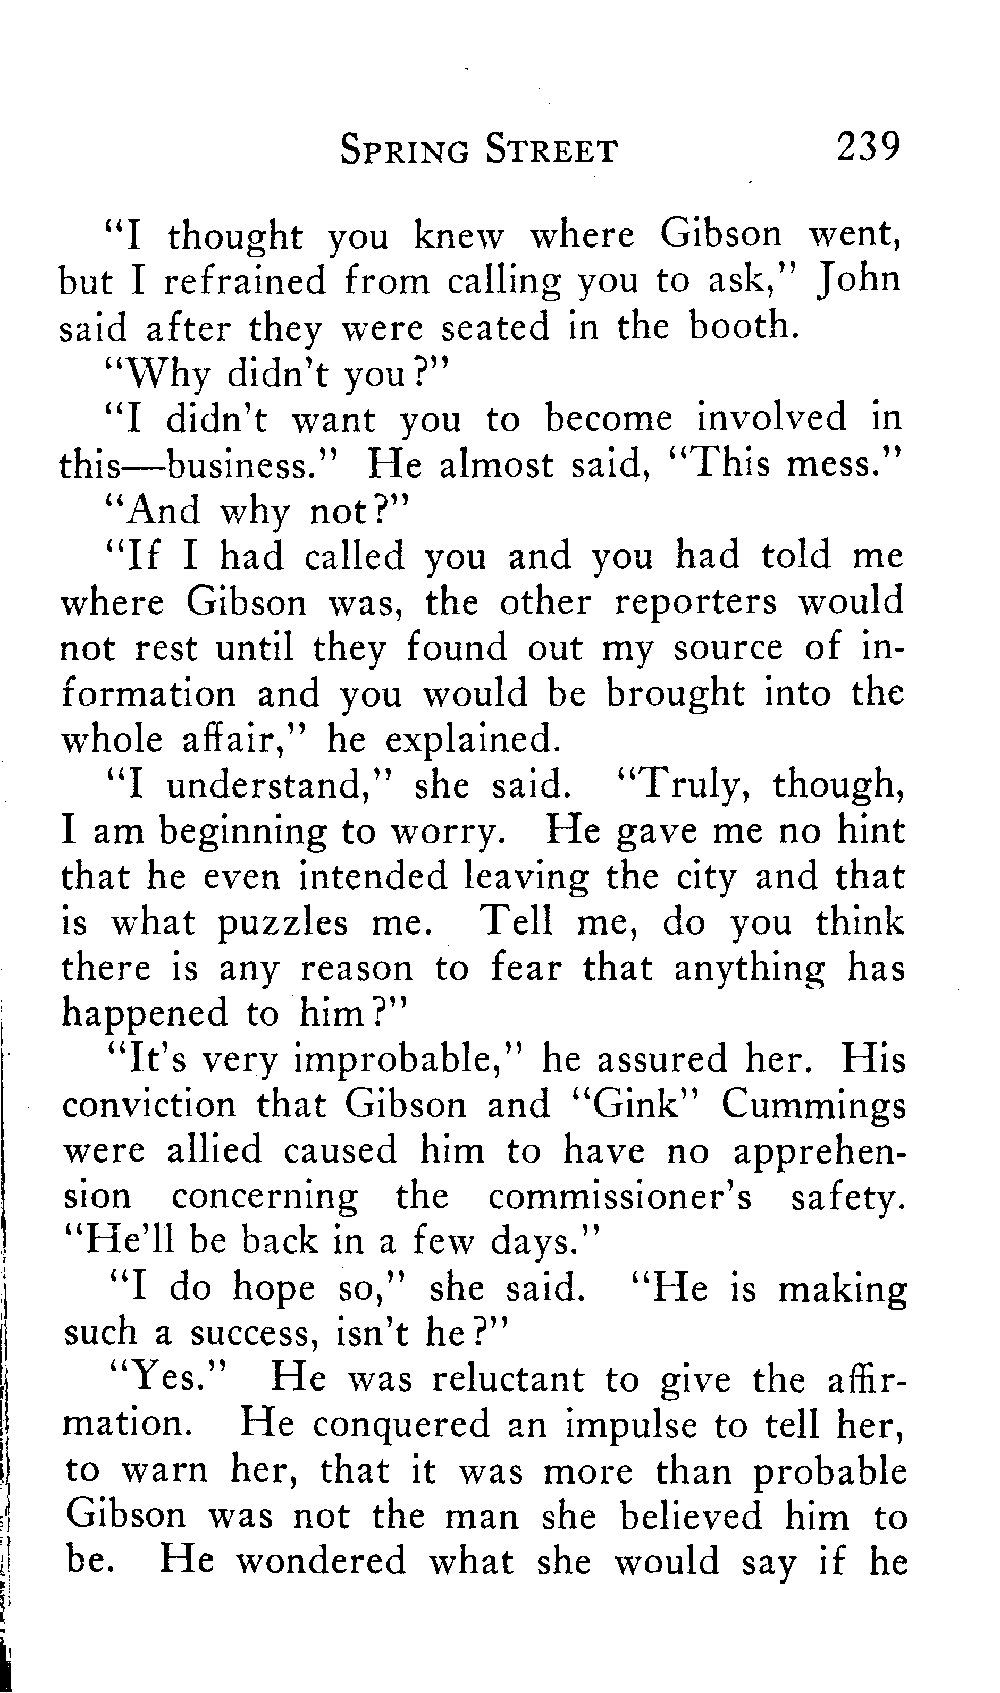 SPRING STREET 239
"I thought you knew where Gibson went,
but I refrained from calling you to ask," John
said after they were seated in the booth.
"Why didn't you?"
"I didn't want you to become involved in
this—business." He almost said, "This mess."
"And why not?"
"If I had called you and you had told me
where Gibson was, the other reporters would
not rest until they found out my source of in-
formation and you would be brought into the
whole affair," he explained.
"I understand," she said. "Truly, though,
I am beginning to worry. He gave me no hint
that he even intended leaving the city and that
is what puzzles me. Tell me, do you think
there is any reason to fear that anything has
happened to him?"
"It's very improbable," he assured her. His
conviction that Gibson and "Gink" Cummings
were allied caused him to have no apprehen-
sion concerning the commissioner's safety.
"He'll be back in a few days."
"I do hope so," she said. "He is making
such a success, isn't he?"
"Yes." He was reluctant to give the affir-
mation. He conquered an impulse to tell her,
to warn her, that it was more than probable
Gibson was not the man she believed him to
be. He wondered what she would say if he